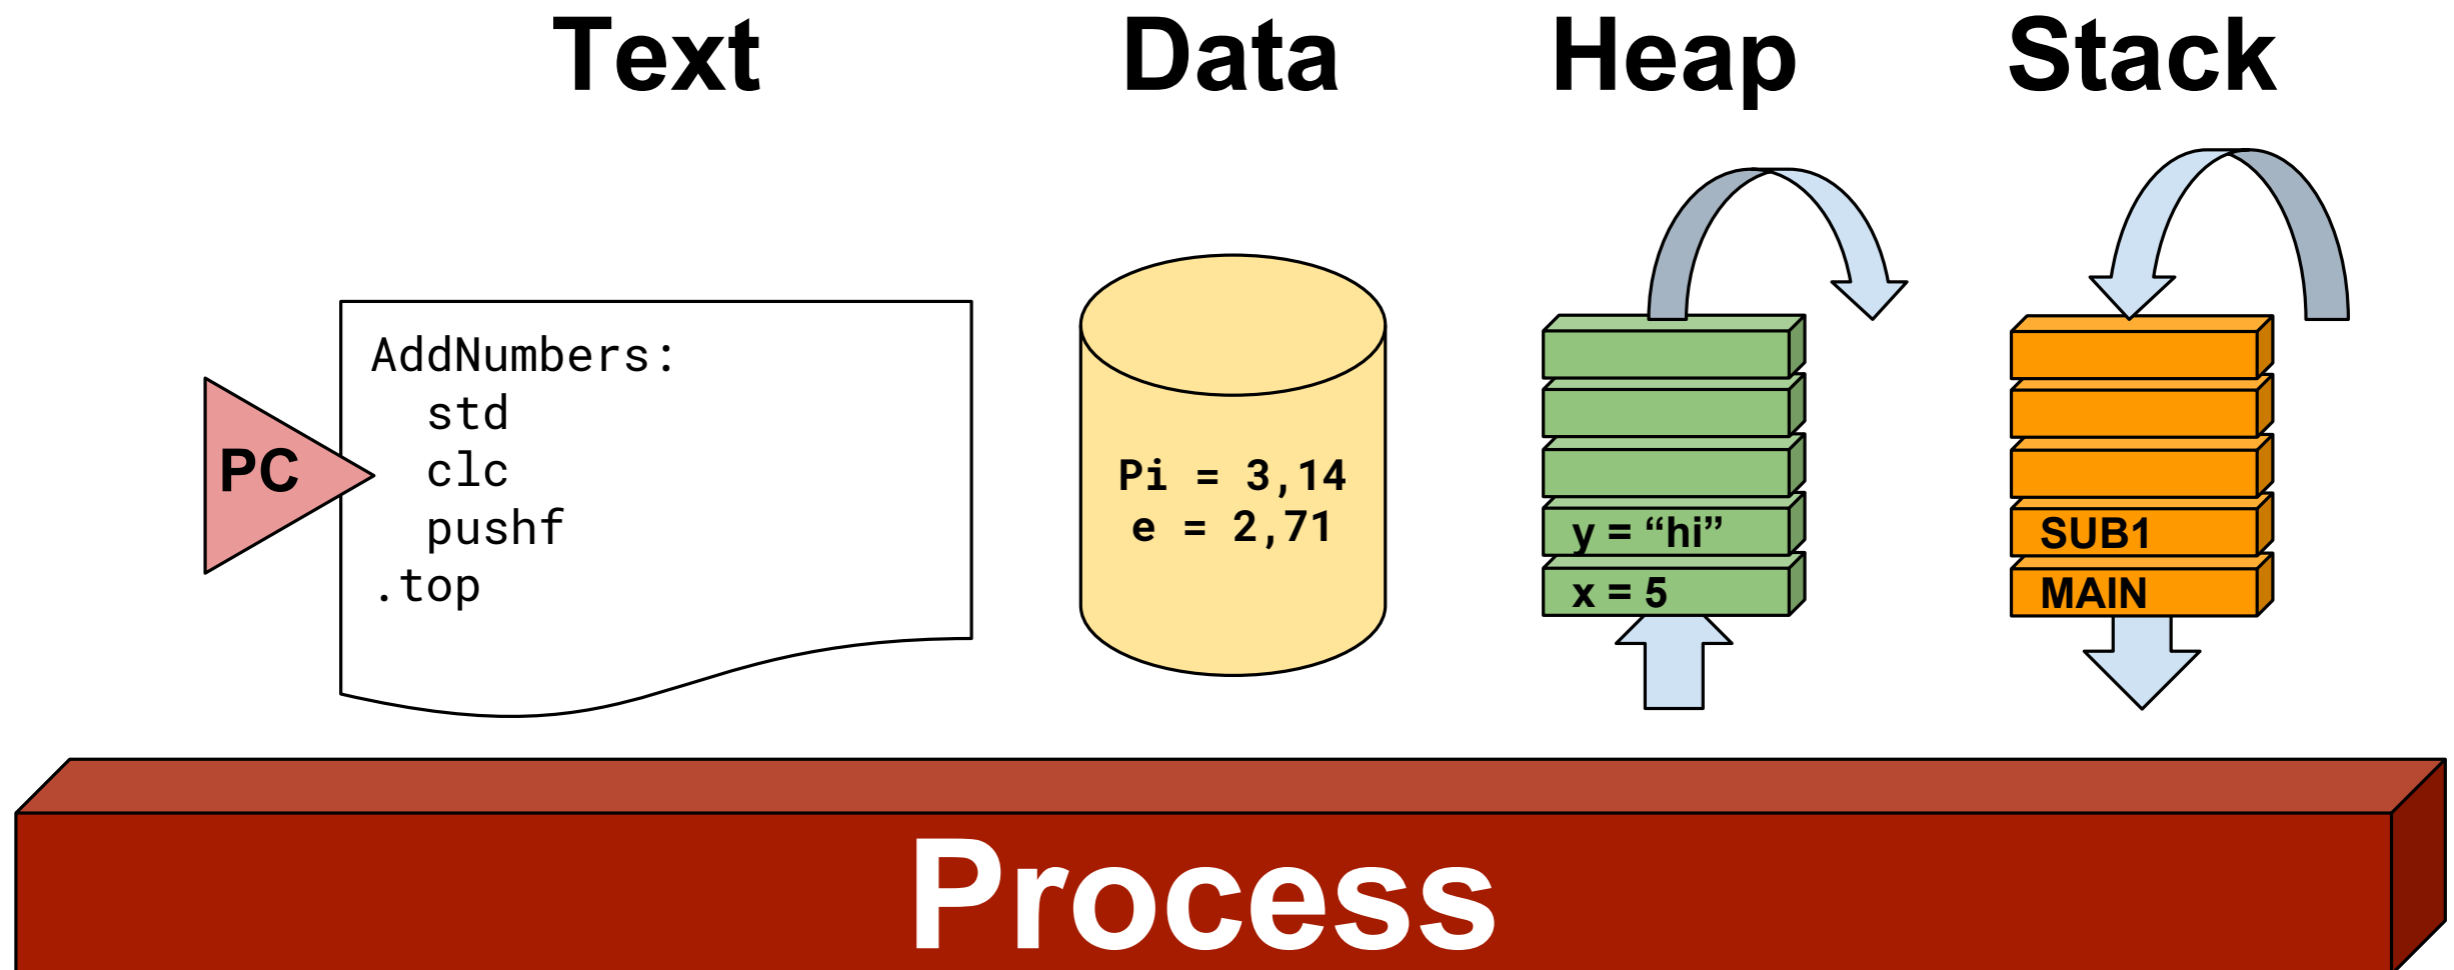 Text
Data
Heap
Stack
PC
AddNumbers:
std
clc
pushf
.top
Pi = 3,14
e = 2,71
y = “hi”
x = 5
SUB1
MAIN
Process